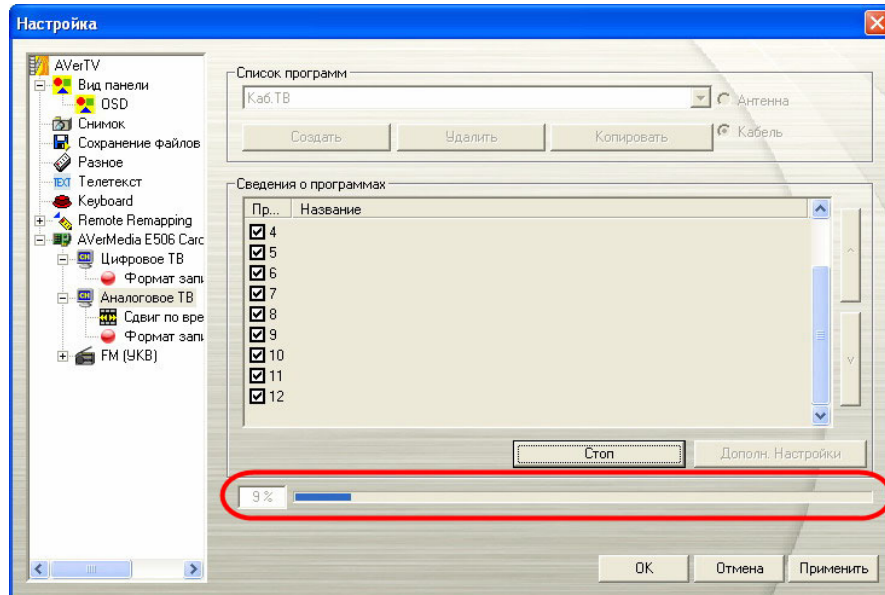 Настройка
AVerTV
Вид панели
OSD
Снимок
Сохранение файлов
Разное
TEXT Телетекст
Keyboard
Remote Remapping
AVerMedia E506 Carc
CH Цифровое ТВ
Формат запи
CH Аналоговое ТВ
Сдвиг по вре
Формат запи
FM (УКВ)
Список программ
Каб.ТВ
Антенна
Создать Удалить Копировать Кабель
Сведения о программах
Пр... Название
4
5
6
7
8
9
10
11
12
Стоп Дополн. Настройки
9 %
OK Отмена Применить